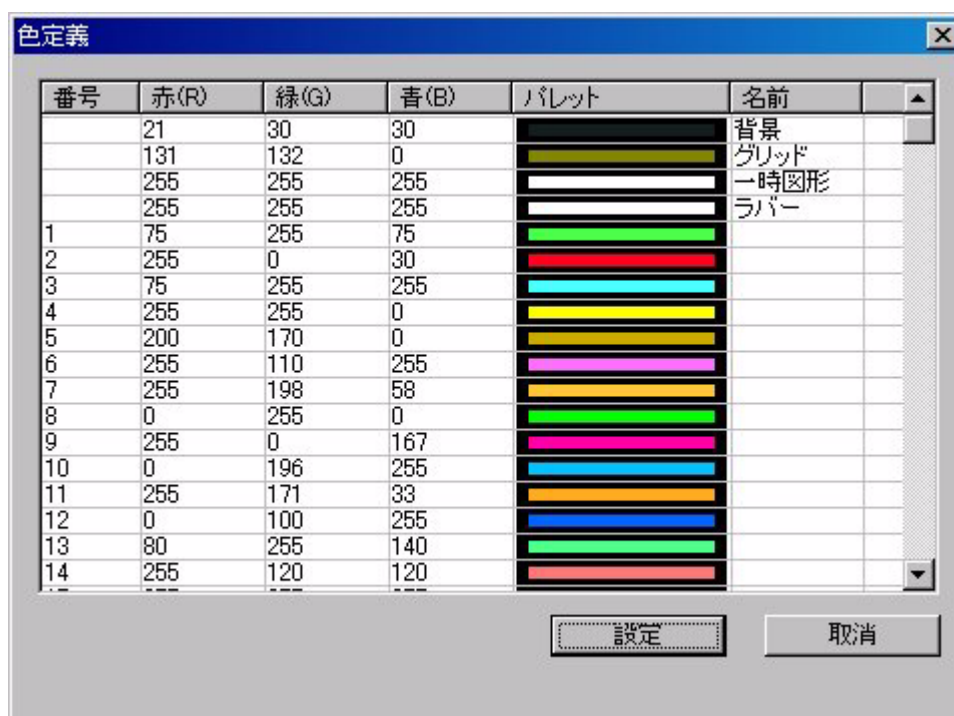 色定義
番号 赤(R) 緑(G) 青(B) パレット 名前
21 30 30 背景
131 132 0 グリッド
255 255 255 一時図形
255 255 255 ラバー
1 75 255 75
2 255 0 30
3 75 255 255
4 255 255 0
5 200 170 0
6 255 110 255
7 255 198 58
8 0 255 0
9 255 0 167
10 0 196 255
11 255 171 33
12 0 100 255
13 80 255 140
14 255 120 120
設定 取消